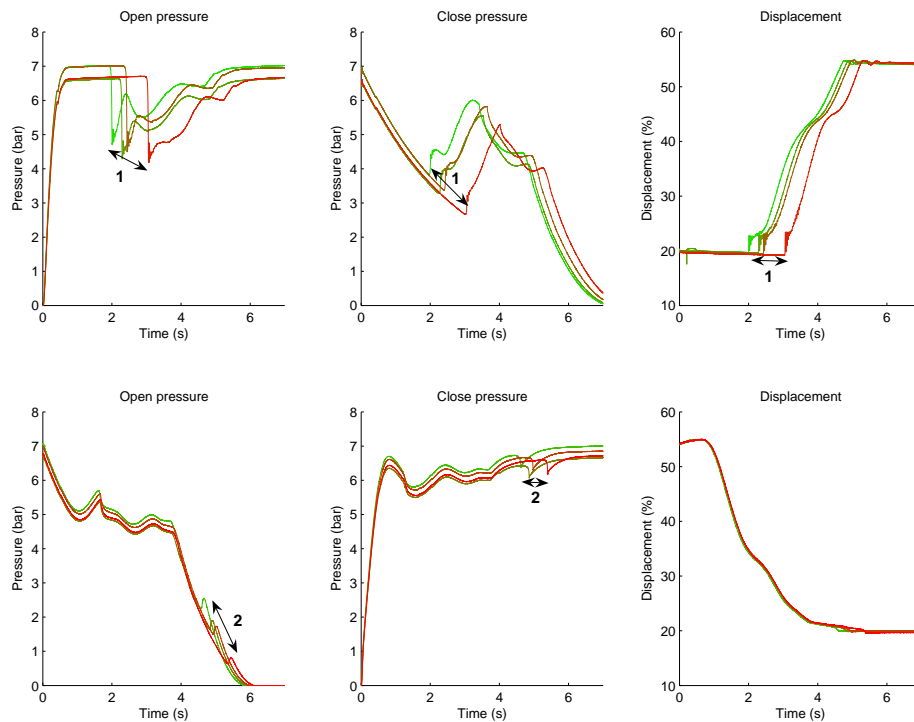 Open pressure
Close pressure
Displacement
8
7
6
5
4
3
2
1
0
Pressure (bar)
1
0 2 4 6
Time (s)
8
7
6
5
4
3
2
1
0
Pressure (bar)
1
0 2 4 6
Time (s)
60
50
40
30
20
10
Displacement (%)
1
0 2 4 6
Time (s)
Open pressure
Close pressure
Displacement
8
7
6
5
4
3
2
1
0
Pressure (bar)
2
0 2 4 6
Time (s)
8
7
6
5
4
3
2
1
0
Pressure (bar)
2
0 2 4 6
Time (s)
60
50
40
30
20
10
Displacement (%)
0 2 4 6
Time (s)